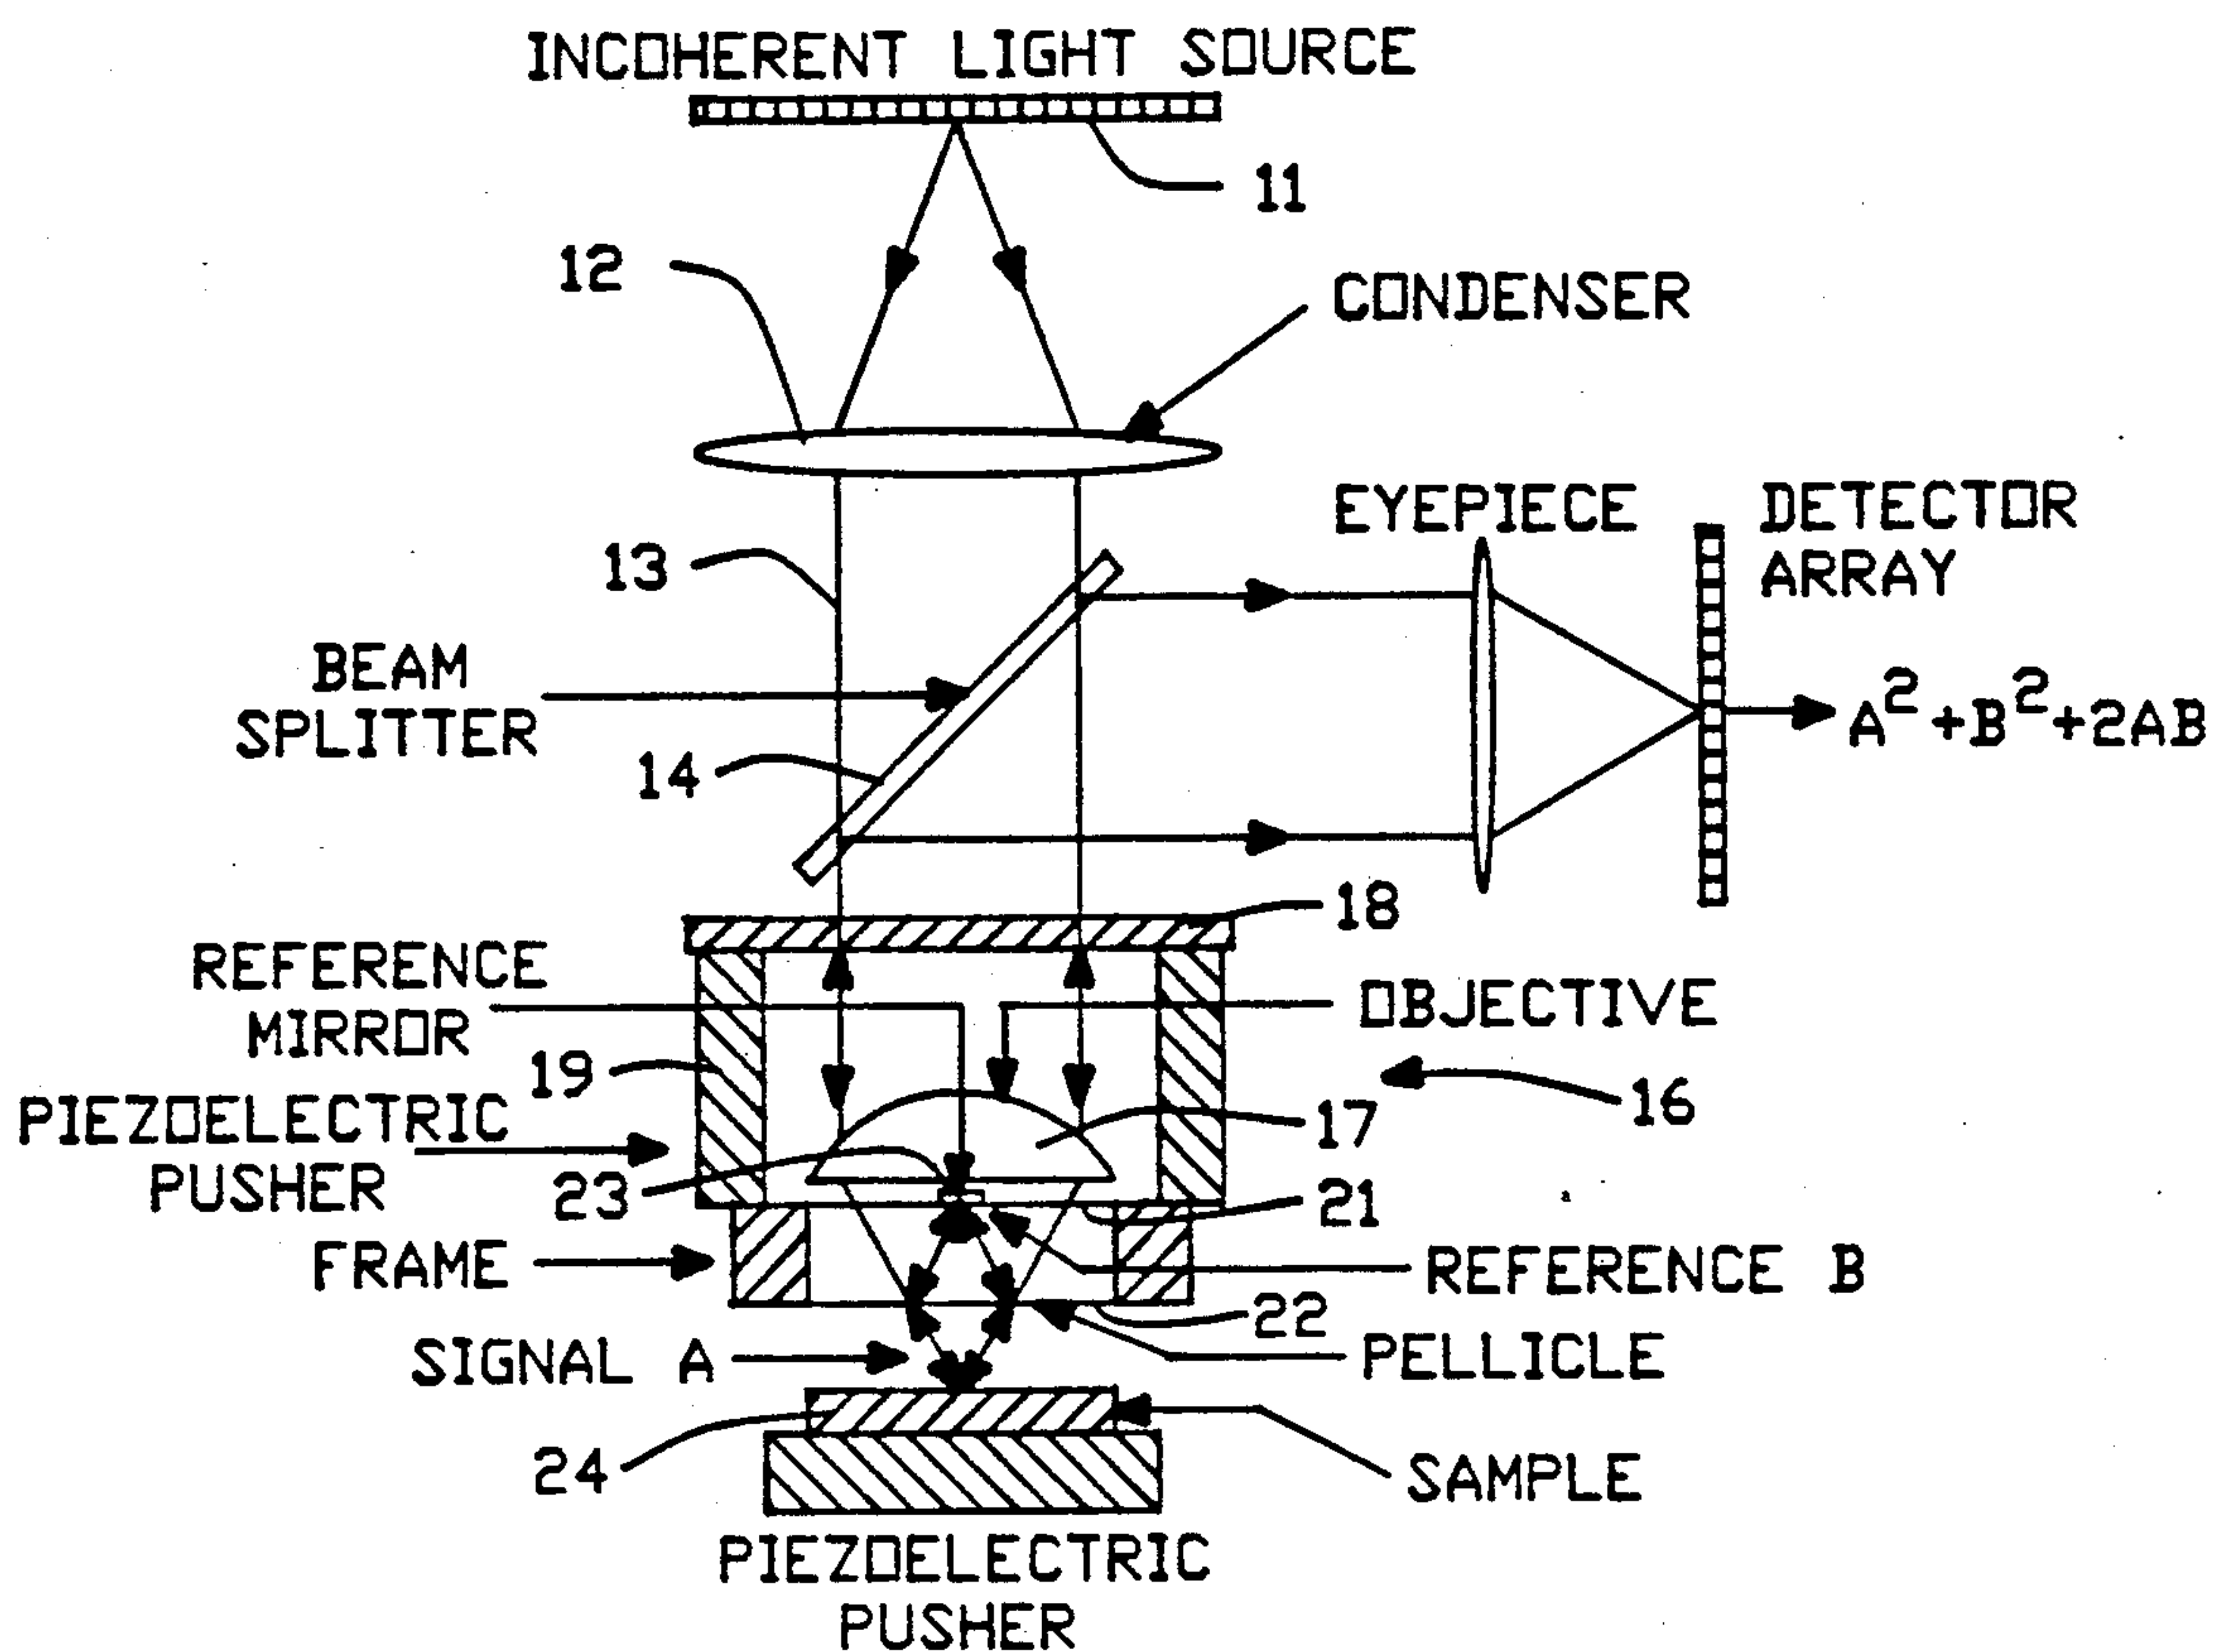 INCOHERENT LIGHT SOURCE
11
12
CONDENSER
EYEPIECE
DETECTOR
ARRAY
13
BEAM
SPLITTER
14
A² +B² +2AB
18
REFERENCE
MIRROR
OBJECTIVE
19
16
PIEZOELECTRIC
PUSHER
17
23
21
FRAME
REFERENCE B
22
SIGNAL A
PELLICLE
24
SAMPLE
PIEZOELECTRIC
PUSHER